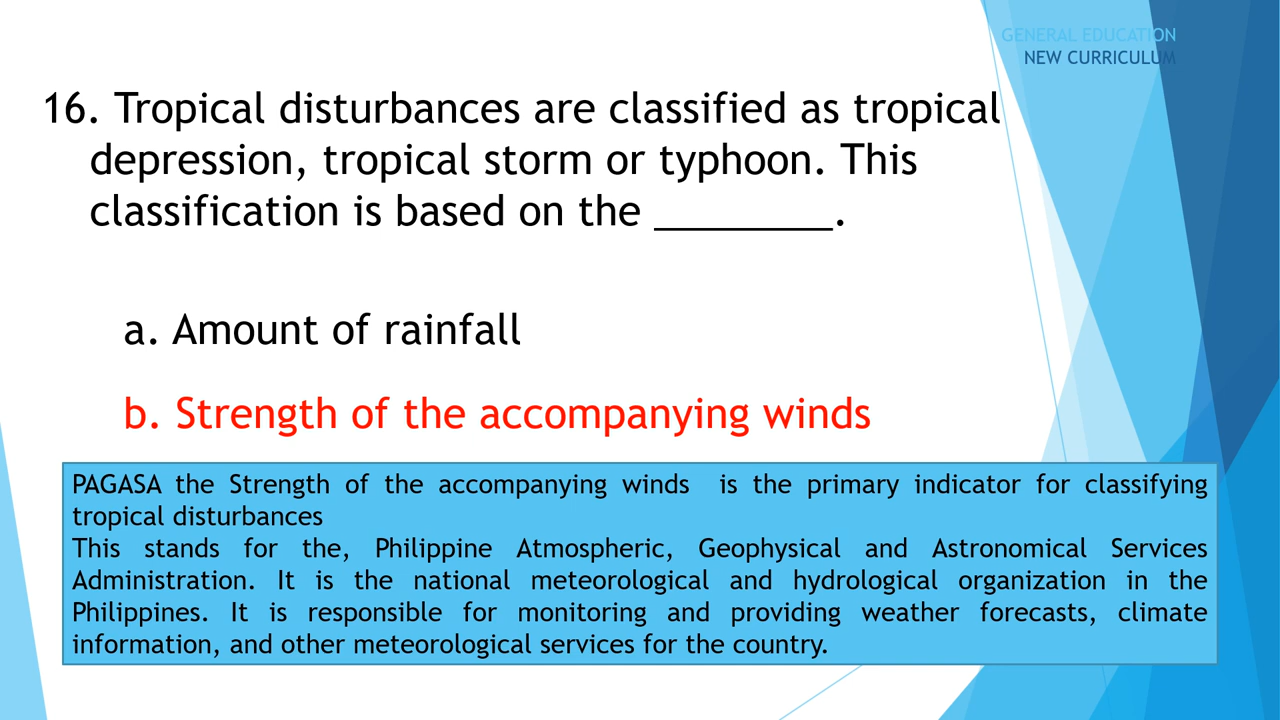 GENERAL EDUCATION
NEW CURRICULUM
16. Tropical disturbances are classified as tropical
depression, tropical storm or typhoon. This
classification is based on the ________.
a. Amount of rainfall
b. Strength of the accompanying winds
PAGASA the Strength of the accompanying winds is the primary indicator for classifying
tropical disturbances
This stands for the, Philippine Atmospheric, Geophysical and Astronomical Services
Administration. It is the national meteorological and hydrological organization in the
Philippines. It is responsible for monitoring and providing weather forecasts, climate
information, and other meteorological services for the country.